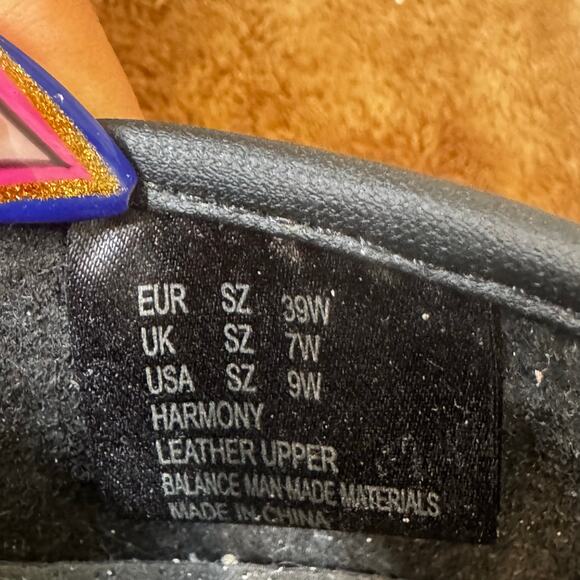 EUR SZ 39W
UK SZ 7W
USA SZ 9W
HARMONY
LEATHER UPPER
BALANCE MAN MADE MATERIALS
MADE IN CHINA